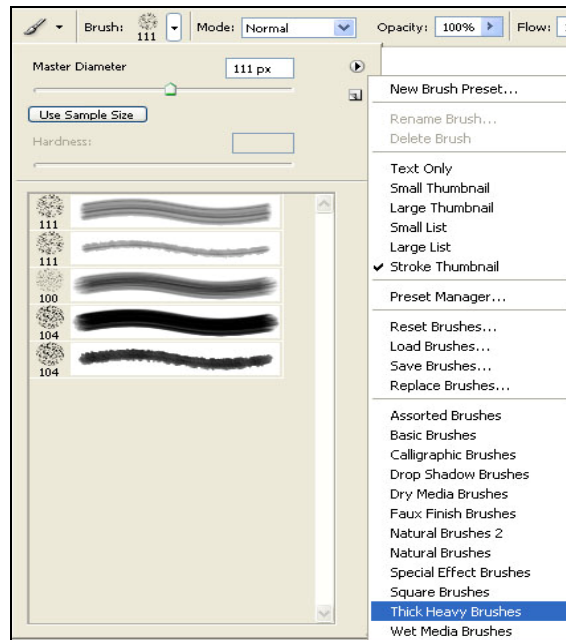 Brush: 111 Mode: Normal Opacity: 100% Flow:
Master Diameter 111 px
Use Sample Size
Hardness:
111
111
100
104
104
New Brush Preset...
Rename Brush...
Delete Brush
Text Only
Small Thumbnail
Large Thumbnail
Small List
Large List
Stroke Thumbnail
Preset Manager...
Reset Brushes...
Load Brushes...
Save Brushes...
Replace Brushes...
Assorted Brushes
Basic Brushes
Calligraphic Brushes
Drop Shadow Brushes
Dry Media Brushes
Faux Finish Brushes
Natural Brushes 2
Natural Brushes
Special Effect Brushes
Square Brushes
Thick Heavy Brushes
Wet Media Brushes